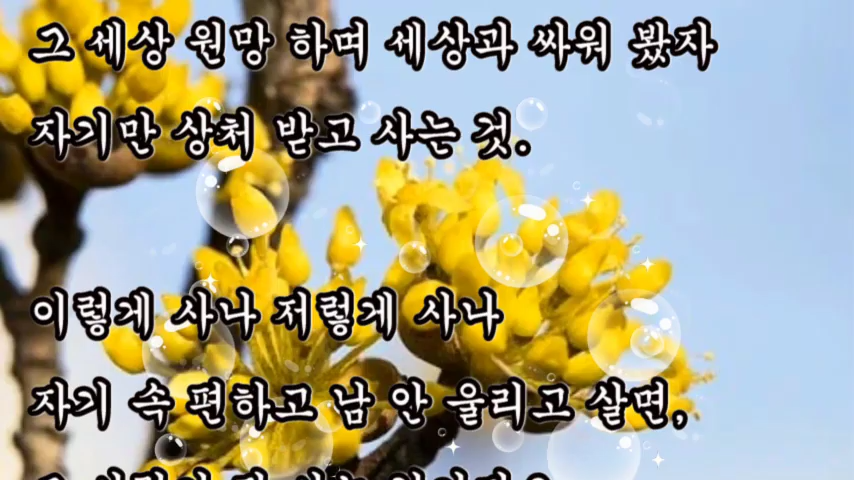 그 세상 원망 하며 세상과 싸워 봤자
자기만 상처 받고 사는 것.
이렇게 사나 저렇게 사나
자기 속 편하고 남 안 울리고 살면,